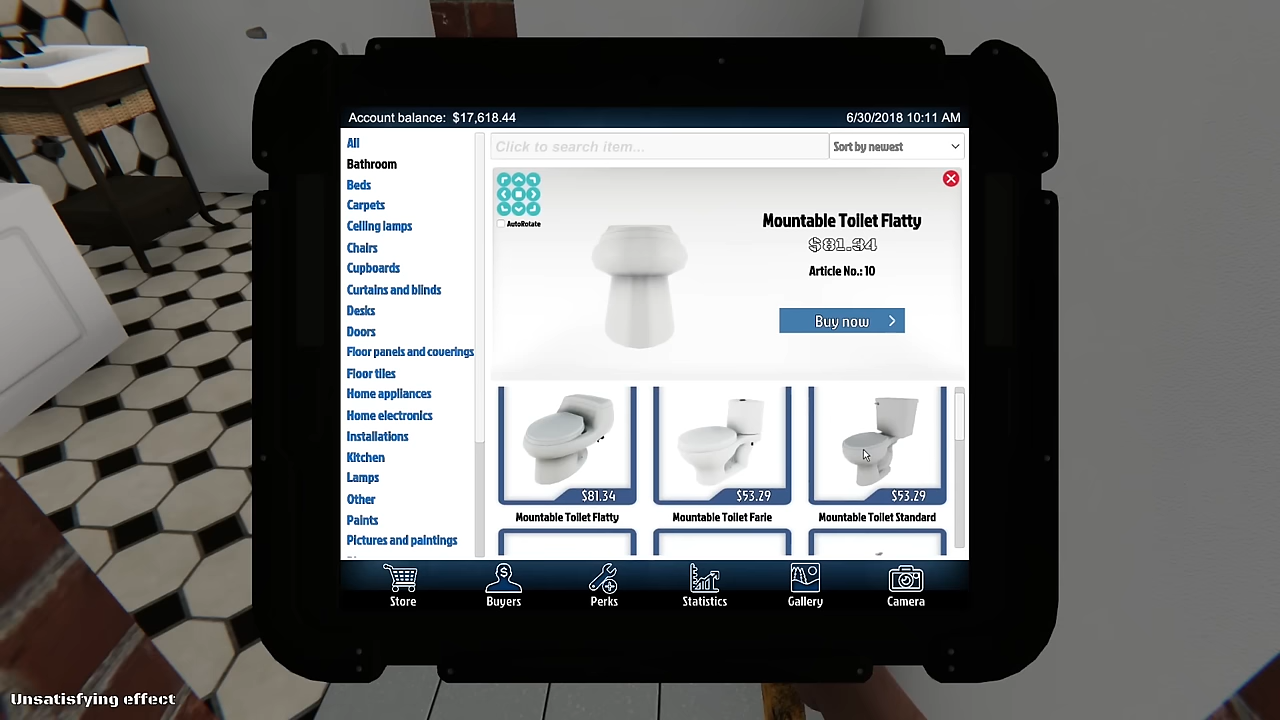 Account balance: $17,618.44
6/30/2018 10:11 AM
All
Bathroom
Beds
Carpets
Ceiling lamps
Chairs
Cupboards
Curtains and blinds
Desks
Doors
Floor panels and coverings
Floor tiles
Home appliances
Home electronics
Installations
Kitchen
Lamps
Other
Paints
Pictures and paintings
Click to search item...
Sort by newest
AutoRotate
Mountable Toilet Flatty
$81.34
Article No.: 10
Buy now
$81.34
$53.29
$53.29
Mountable Toilet Flatty
Mountable Toilet Farie
Mountable Toilet Standard
Store
Buyers
Perks
Statistics
Gallery
Camera
Unsatisfying effect